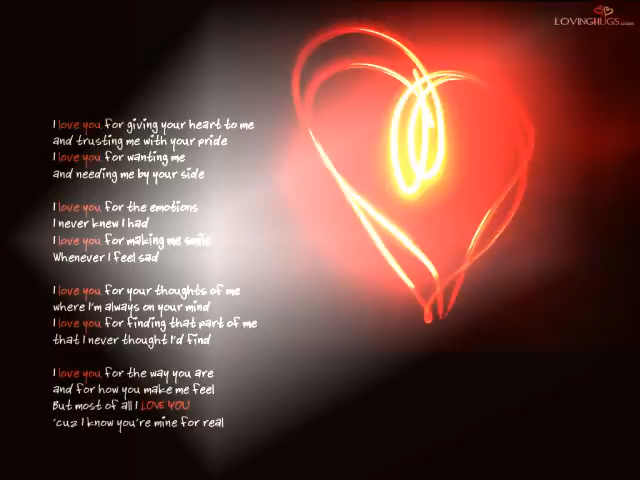 LOVINGHUGS.com
I love you for giving your heart to me
and trusting me with your pride
I love you for wanting me
and needing me by your side
I love you for the emotions
I never knew I had
I love you for making me smile
Whenever I feel sad
I love you for your thoughts of me
where I'm always on your mind
I love you for finding that part of me
that I never thought I'd find
I love you for the way you are
and for how you make me feel
But most of all I LOVE YOU
'cuz I know you're mine for real